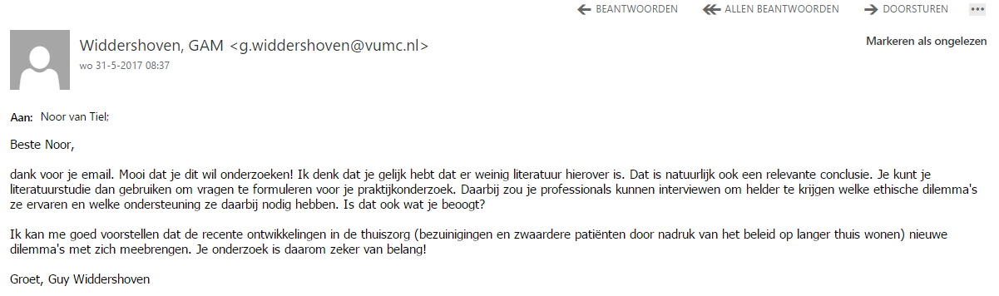 BEANTWOORDEN ALLEN BEANTWOORDEN DOORSTUREN
Widdershoven, GAM <g.widdershoven@vumc.nl>
Markeren als ongelezen
wo 31-5-2017 08:37
Aan: Noor van Tiel;
Beste Noor,
dank voor je email. Mooi dat je dit wil onderzoeken! Ik denk dat je gelijk hebt dat er weinig literatuur hierover is. Dat is natuurlijk ook een relevante conclusie. Je kunt je
literatuurstudie dan gebruiken om vragen te formuleren voor je praktijkonderzoek. Daarbij zou je professionals kunnen interviewen om helder te krijgen welke ethische dilemma's
ze ervaren en welke ondersteuning ze daarbij nodig hebben. Is dat ook wat je beoogt?
Ik kan me goed voorstellen dat de recente ontwikkelingen in de thuiszorg (bezuinigingen en zwaardere patiënten door nadruk van het beleid op langer thuis wonen) nieuwe
dilemma's met zich meebrengen. Je onderzoek is daarom zeker van belang!
Groet, Guy Widdershoven